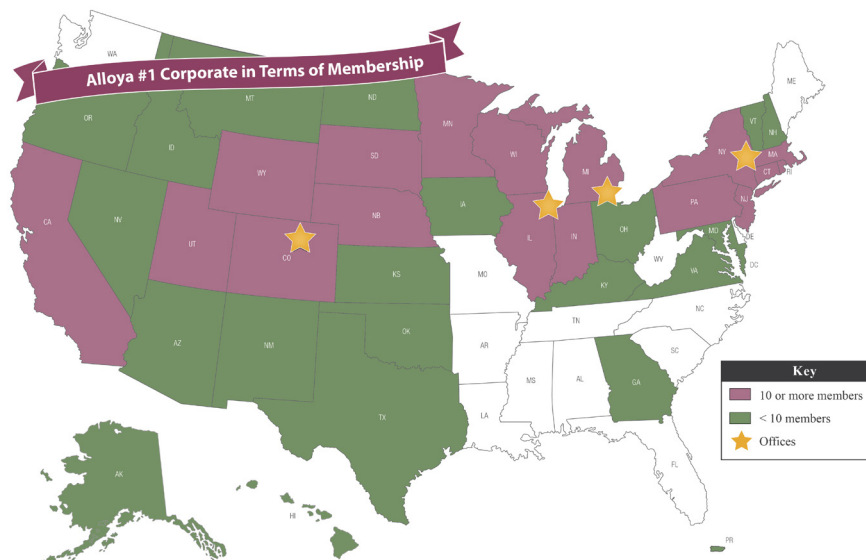 Alloya #1 Corporate in Terms of Membership
WA
ME
MT
ND
OR
MN
VT
NH
ID
WI
NY
MA
SD
MI
CT
RI
WY
IA
PA
NJ
NB
CA
NV
OH
MD
DE
IL
IN
UT
CO
WV
DC
VA
KS
MO
KY
NC
TN
AZ
NM
OK
AR
SC
MS
AL
GA
TX
LA
FL
AK
HI
PR
Key
10 or more members
< 10 members
Offices